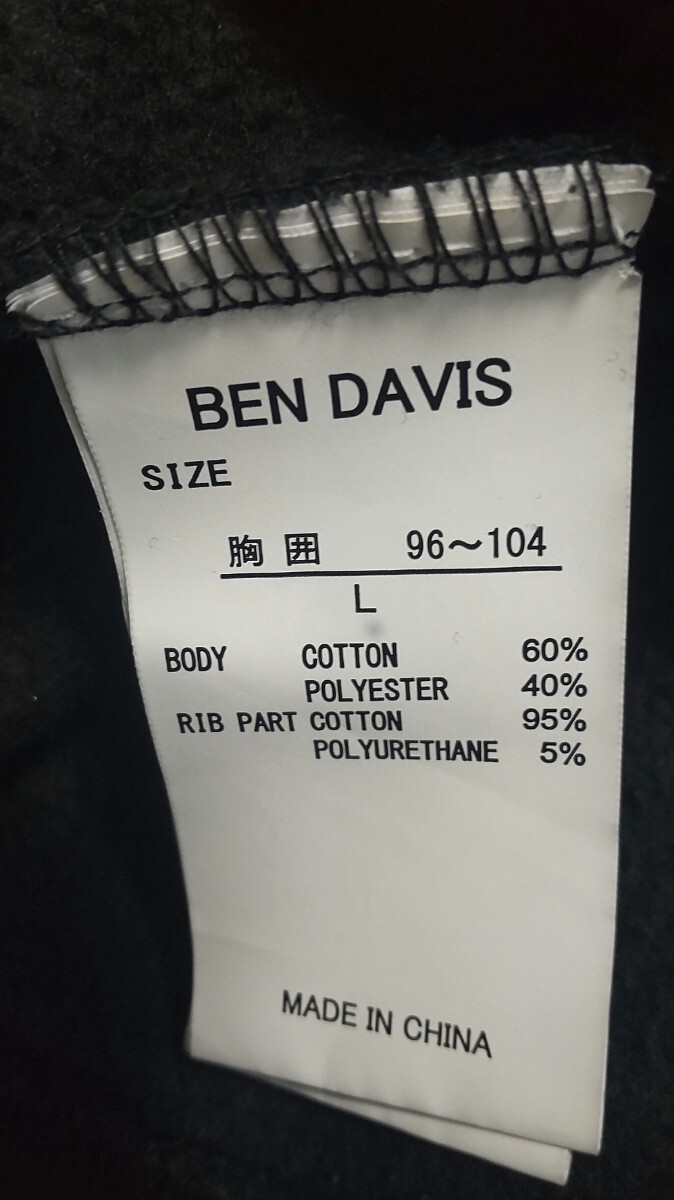 BEN DAVIS
SIZE
胸 囲 96～104
L
BODY COTTON 60%
POLYESTER 40%
RIB PART COTTON 95%
POLYURETHANE 5%
MADE IN CHINA